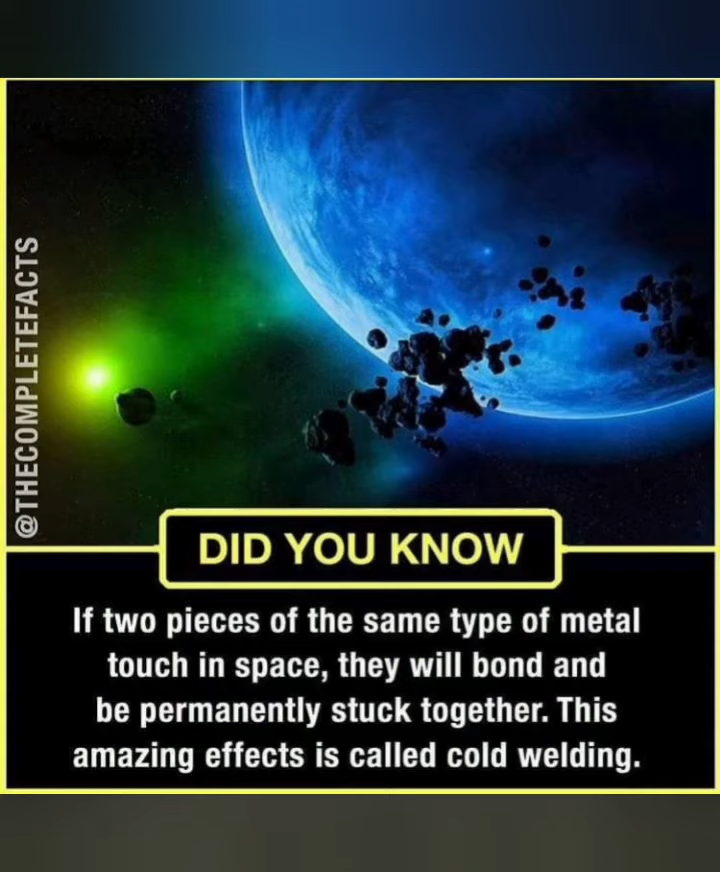 @THECOMPLETEFACTS
DID YOU KNOW
If two pieces of the same type of metal
touch in space, they will bond and
be permanently stuck together. This
amazing effects is called cold welding.